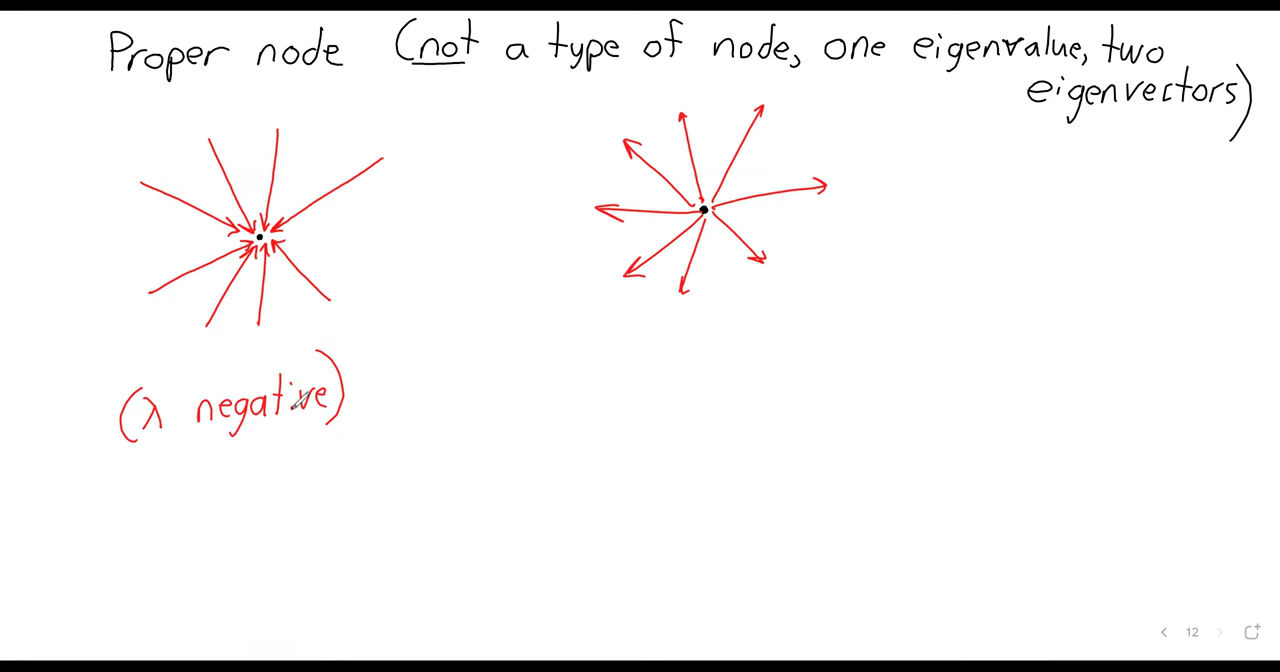 Proper node (not a type of node, one eigenvalue, two
eigenvectors)
(λ negative)
< 12 >